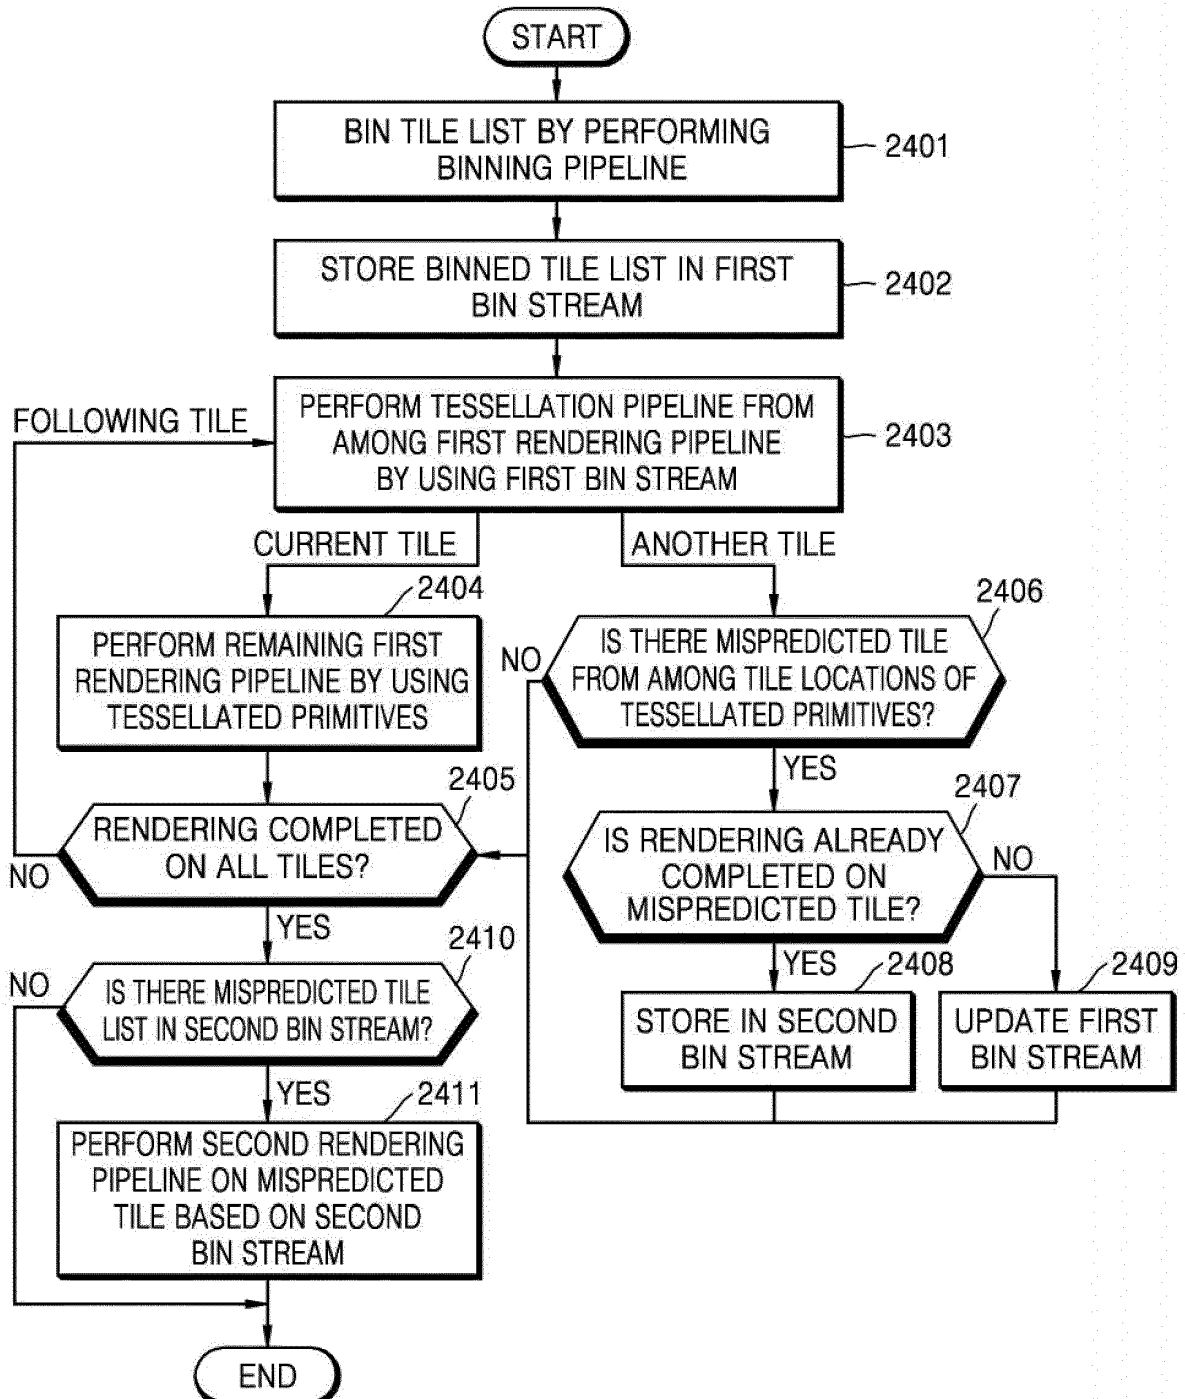 START
BIN TILE LIST BY PERFORMING
BINNING PIPELINE
2401
STORE BINNED TILE LIST IN FIRST
BIN STREAM
2402
FOLLOWING TILE
PERFORM TESSELLATION PIPELINE FROM
AMONG FIRST RENDERING PIPELINE
BY USING FIRST BIN STREAM
2403
CURRENT TILE
ANOTHER TILE
2404
PERFORM REMAINING FIRST
RENDERING PIPELINE BY USING
TESSELLATED PRIMITIVES
2406
NO
IS THERE MISPREDICTED TILE
FROM AMONG TILE LOCATIONS OF
TESSELLATED PRIMITIVES?
YES
2405
RENDERING COMPLETED
ON ALL TILES?
NO
YES
2407
IS RENDERING ALREADY
COMPLETED ON
MISPREDICTED TILE?
NO
YES
2408
STORE IN SECOND
BIN STREAM
2409
UPDATE FIRST
BIN STREAM
2410
NO
IS THERE MISPREDICTED TILE
LIST IN SECOND BIN STREAM?
YES
2411
PERFORM SECOND RENDERING
PIPELINE ON MISPREDICTED
TILE BASED ON SECOND
BIN STREAM
END